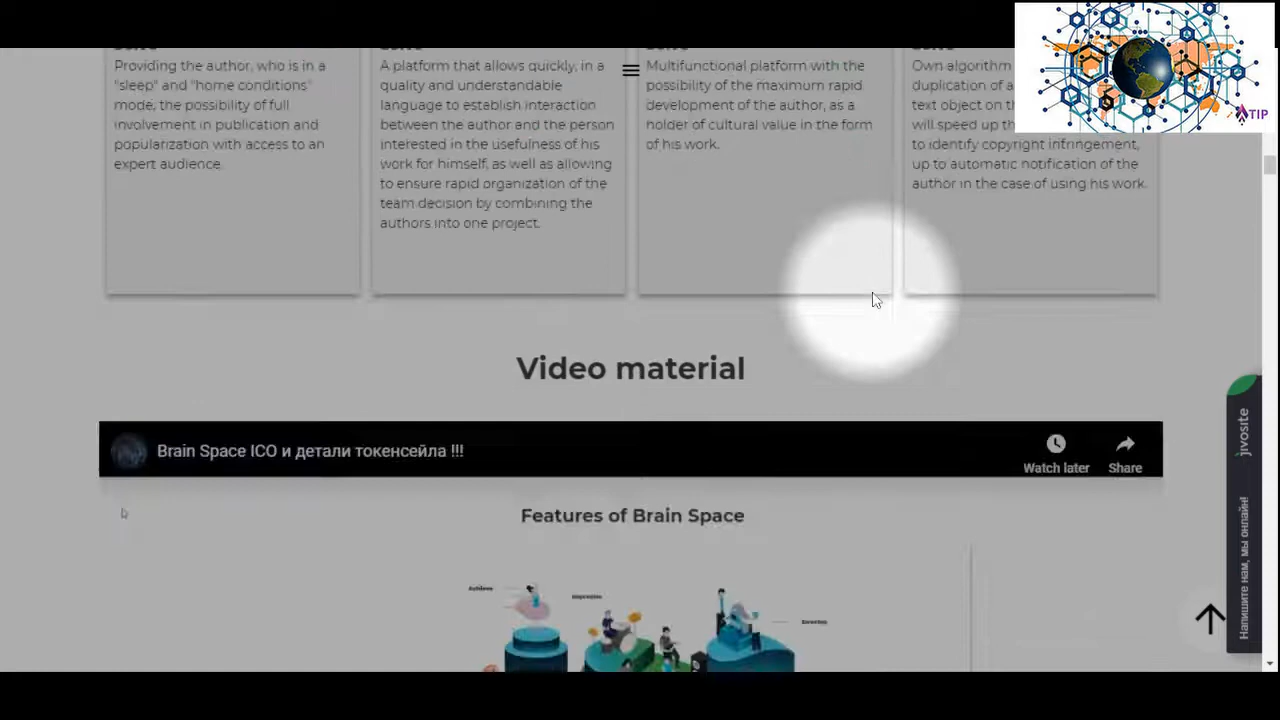 Providing the author, who is in a
"sleep" and "home conditions"
mode, the possibility of full
involvement in publication and
popularization with access to an
expert audience.
A platform that allows quickly, in a
quality and understandable
language to establish interaction
between the author and the person
interested in the usefulness of his
work for himself, as well as allowing
to ensure rapid organization of the
team decision by combining the
authors into one project.
Multifunctional platform with the
possibility of the maximum rapid
development of the author, as a
holder of cultural value in the form
of his work.
Own algorithm
duplication of a
text object on th
will speed up th
to identify copyright infringement,
up to automatic notification of the
author in the case of using his work.
TIP
Video material
Brain Space ICO и детали токенсейла !!!
Watch later
Share
Features of Brain Space
jivosite
Напишите нам, мы онлайн!